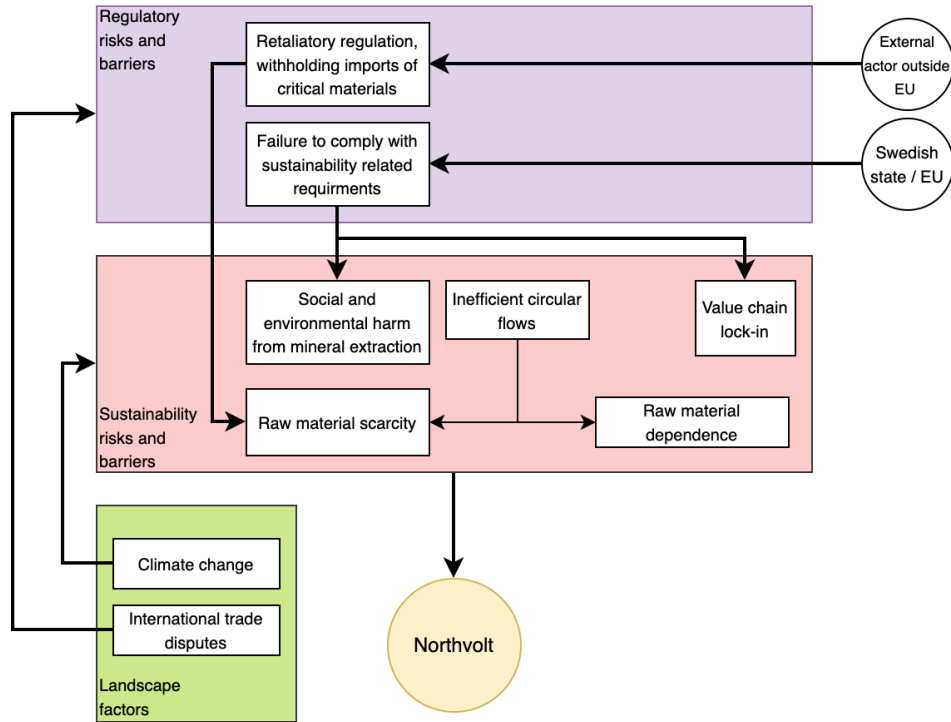 Regulatory
risks and
barriers
Retaliatory regulation,
withholding imports of
critical materials
External
actor outside
EU
Failure to comply with
sustainability related
requirments
Swedish
state / EU
Social and
environmental harm
from mineral extraction
Inefficient circular
flows
Value chain
lock-in
Sustainability
risks and
barriers
Raw material scarcity
Raw material
dependence
Climate change
International trade
disputes
Landscape
factors
Northvolt